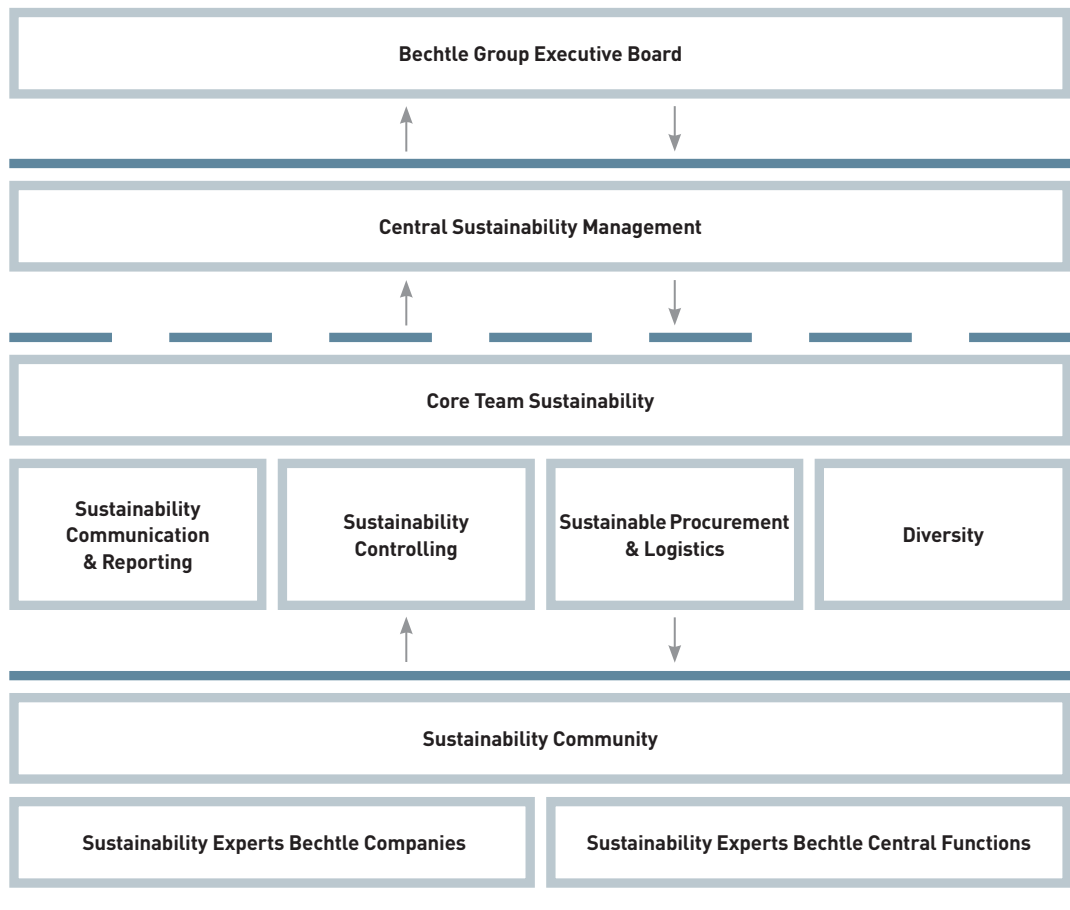 Bechtle Group Executive Board
Central Sustainability Management
Core Team Sustainability
Sustainability
Communication
& Reporting
Sustainability
Controlling
Sustainable Procurement
& Logistics
Diversity
Sustainability Community
Sustainability Experts Bechtle Companies
Sustainability Experts Bechtle Central Functions